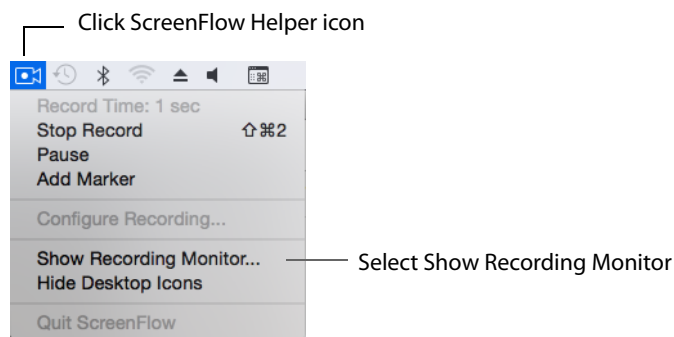 Click ScreenFlow Helper icon
Record Time: 1 sec
Stop Record ⇧⌘2
Pause
Add Marker
Configure Recording...
Show Recording Monitor...
Select Show Recording Monitor
Hide Desktop Icons
Quit ScreenFlow